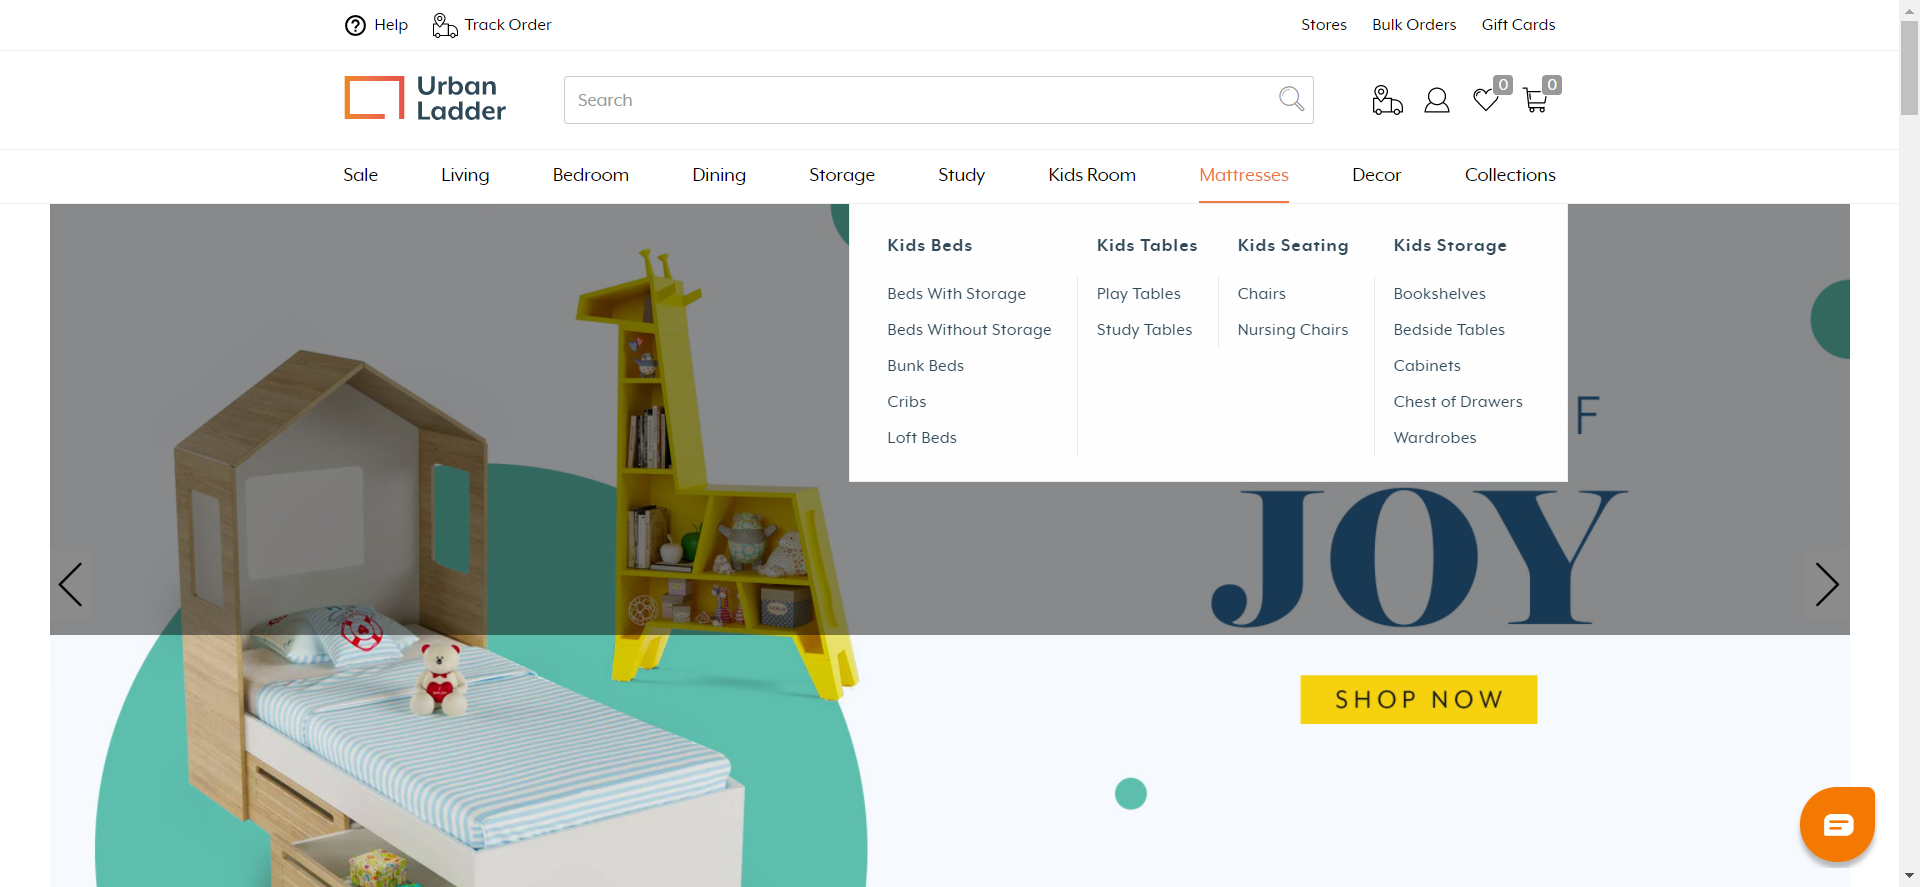 Help
Track Order
Stores
Bulk Orders
Gift Cards
Urban
Ladder
Search
0
0
Sale
Living
Bedroom
Dining
Storage
Study
Kids Room
Mattresses
Decor
Collections
Kids Beds
Beds With Storage
Beds Without Storage
Bunk Beds
Cribs
Loft Beds
Kids Tables
Play Tables
Study Tables
Kids Seating
Chairs
Nursing Chairs
Kids Storage
Bookshelves
Bedside Tables
Cabinets
Chest of Drawers
Wardrobes
F
JOY
SHOP NOW